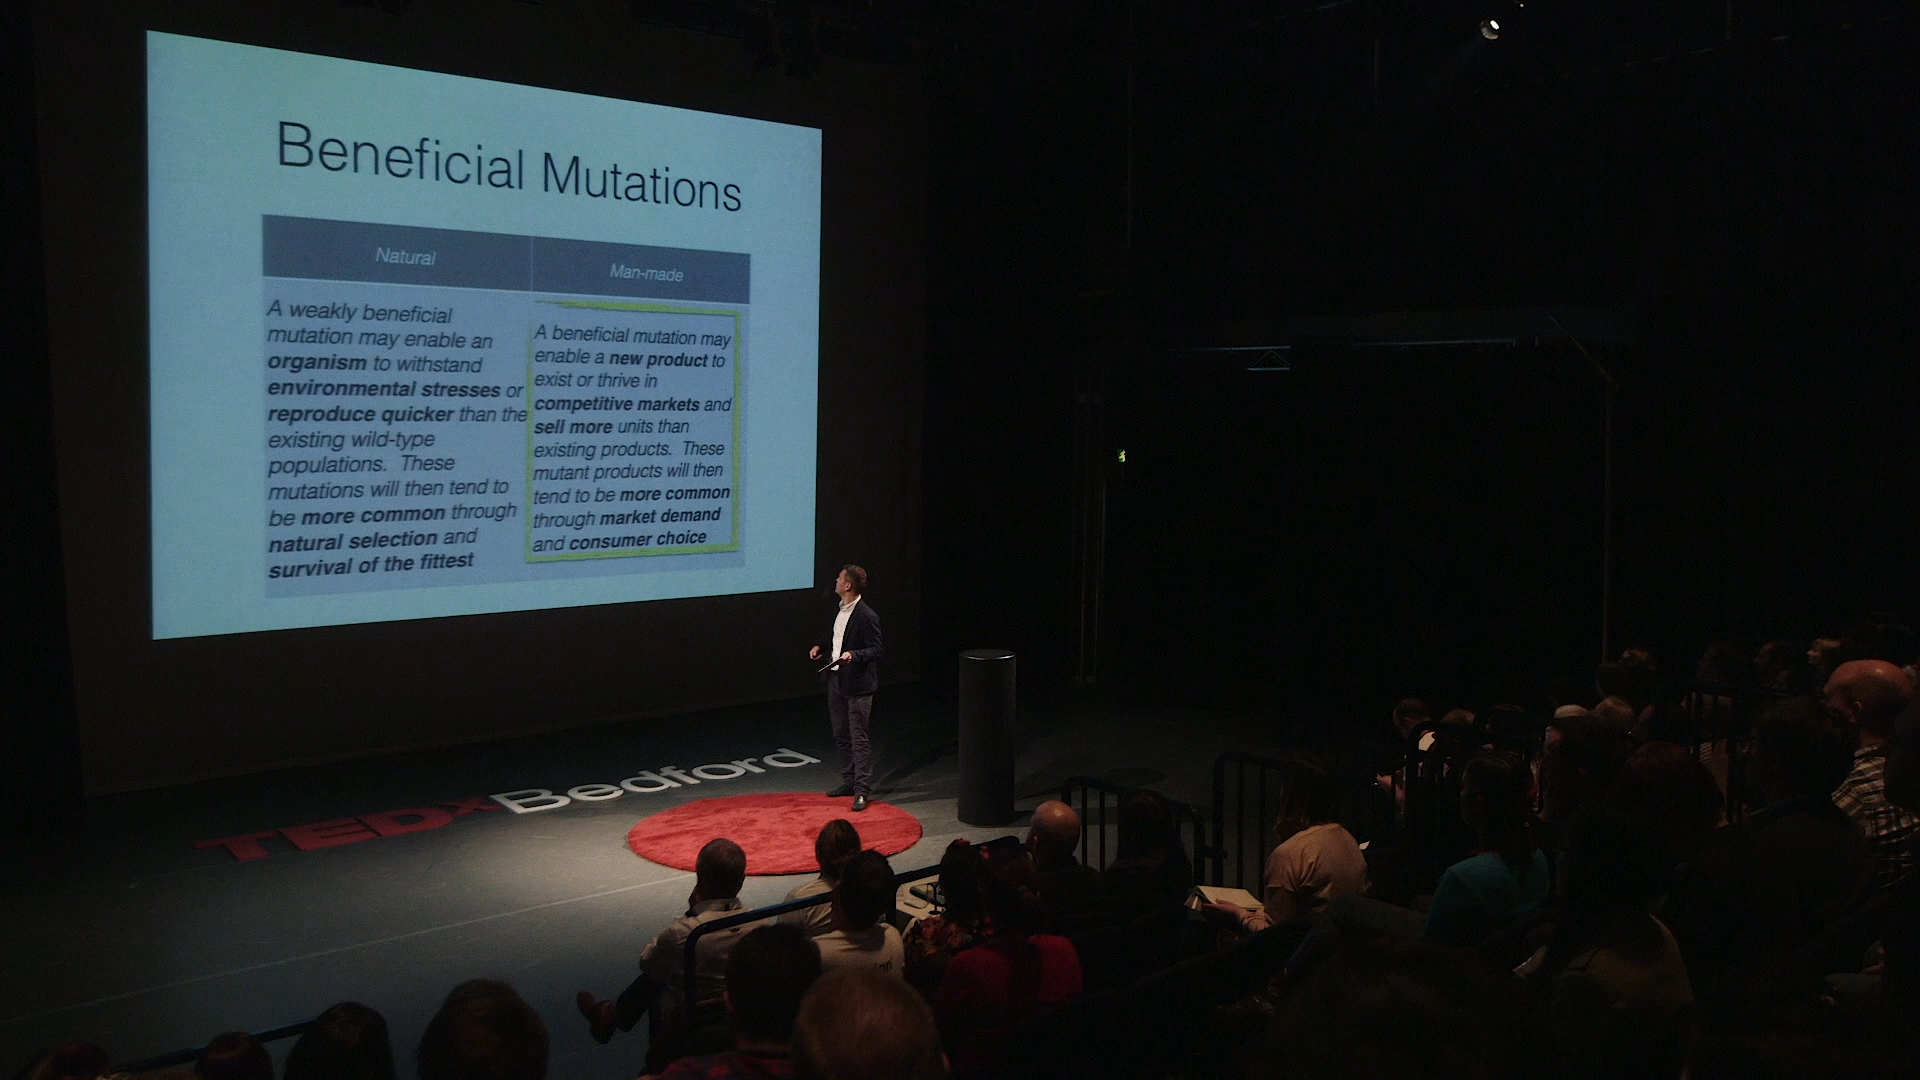 Beneficial Mutations
Natural
Man-made
A weakly beneficial
mutation may enable an
organism to withstand
environmental stresses or
reproduce quicker than the
existing wild-type
populations. These
mutations will then tend to
be more common through
natural selection and
survival of the fittest
A beneficial mutation may
enable a new product to
exist or thrive in
competitive markets and
sell more units than
existing products. These
mutant products will then
tend to be more common
through market demand
and consumer choice
TEDxBedford